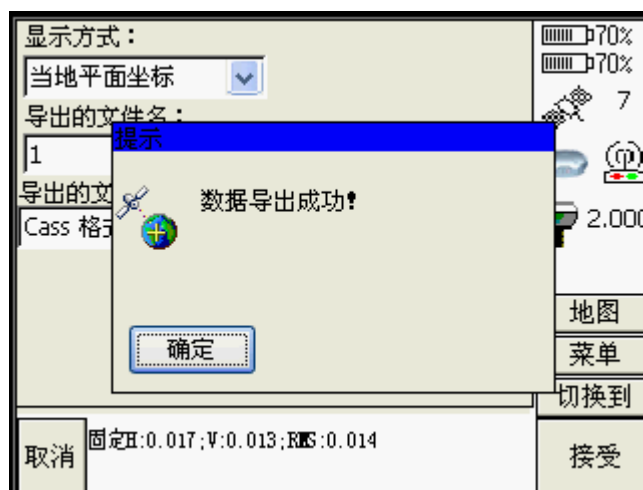 显示方式：
当地平面坐标
导出的文件名：
1
导出的文
Cass 格式
提示
数据导出成功！
确定
70%
70%
7
2.000
地图
菜单
切换到
取消
固定H:0.017;V:0.013;RMS:0.014
接受